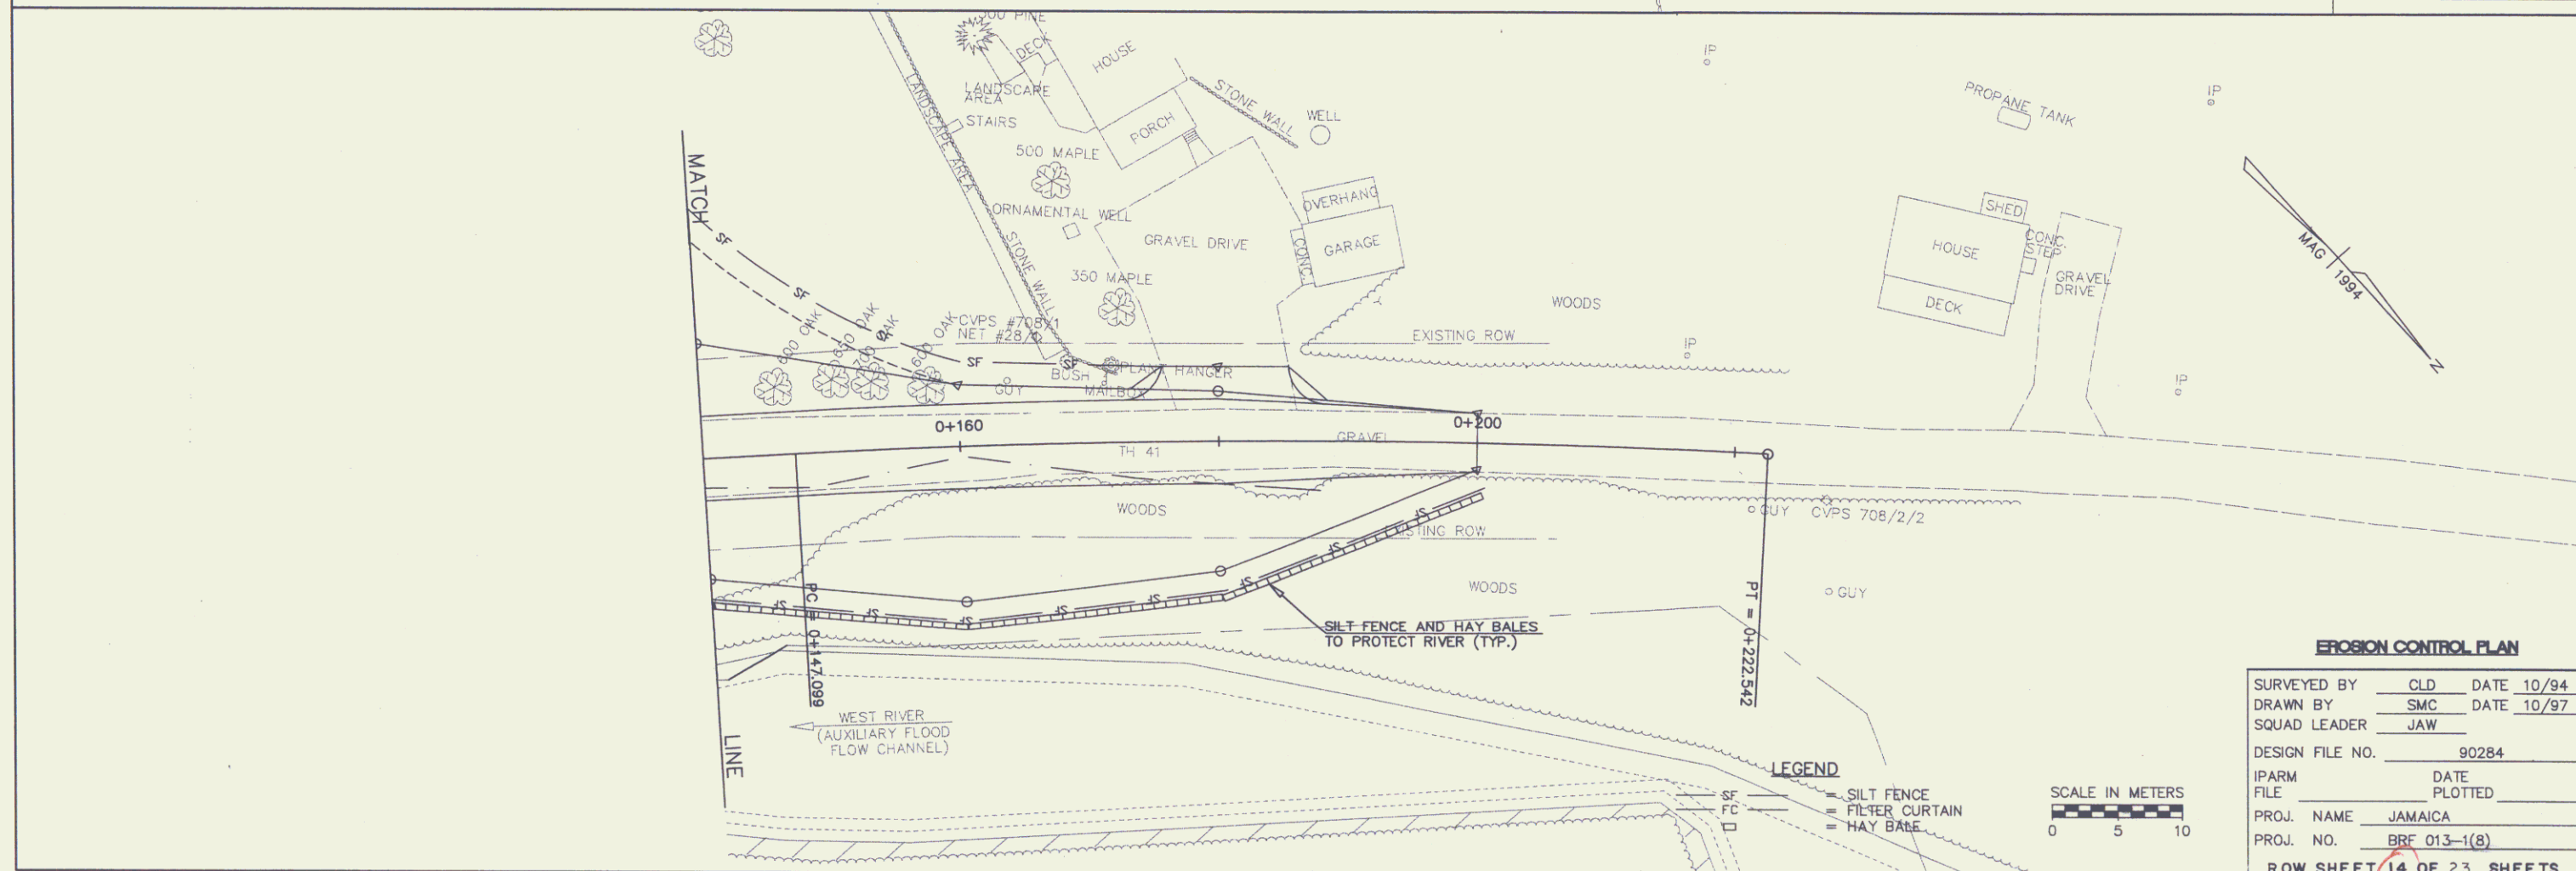 500 PINE
DECK
HOUSE
LANDSCAPE
AREA
LANDSCAPE AREA
STAIRS
PORCH
STONE WALL
WELL
500 MAPLE
ORNAMENTAL WELL
STONE WALL
GRAVEL DRIVE
OVERHANG
GARAGE
CONC.
350 MAPLE
IP
PROPANE TANK
IP
SHED
HOUSE
CONC.
STEP
DECK
GRAVEL
DRIVE
MAG 1994
N
MATCH
SF
SF
600 OAK
650 OAK
700 OAK
600 OAK
CVPS #708/1
NET #28/
SF
SF
BUSH
PLANT HANGER
GUY
MAILBOX
WOODS
EXISTING ROW
IP
IP
0+160
0+200
GRAVEL
TH 41
WOODS
EXISTING ROW
GUY
CVPS 708/2/2
WOODS
GUY
SF
SF
SF
SF
SF
SF
SF
SF
PC = 0+147.099
PT = 0+222.542
SILT FENCE AND HAY BALES
TO PROTECT RIVER (TYP.)
WEST RIVER
(AUXILIARY FLOOD
FLOW CHANNEL)
LINE
LEGEND
SF = SILT FENCE
FC = FILTER CURTAIN
= HAY BALE
SCALE IN METERS
0 5 10
EROSION CONTROL PLAN
SURVEYED BY CLD DATE 10/94
DRAWN BY SMC DATE 10/97
SQUAD LEADER JAW
DESIGN FILE NO. 90284
IPARM DATE
FILE PLOTTED
PROJ. NAME JAMAICA
PROJ. NO. BRF 013-1(8)
ROW SHEET 14 OF 23 SHEETS